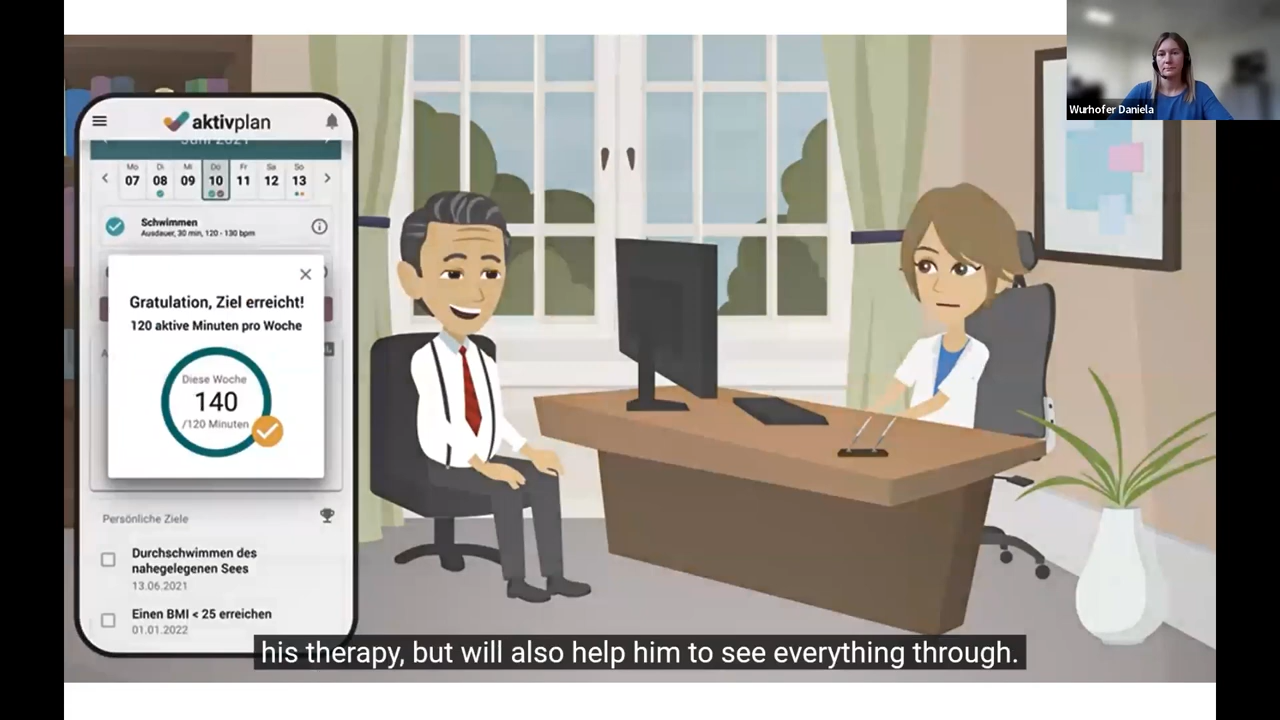 Wurhofer Daniela
aktivplan
Juni 2021
Mo Di Mi Do Fr Sa So
07 08 09 10 11 12 13
Schwimmen
Ausdauer, 30 min, 120 - 130 bpm
Gratulation, Ziel erreicht!
120 aktive Minuten pro Woche
Diese Woche
140
/120 Minuten
Persönliche Ziele
Durchschwimmen des
nahegelegenen Sees
13.06.2021
Einen BMI < 25 erreichen
01.01.2022
his therapy, but will also help him to see everything through.